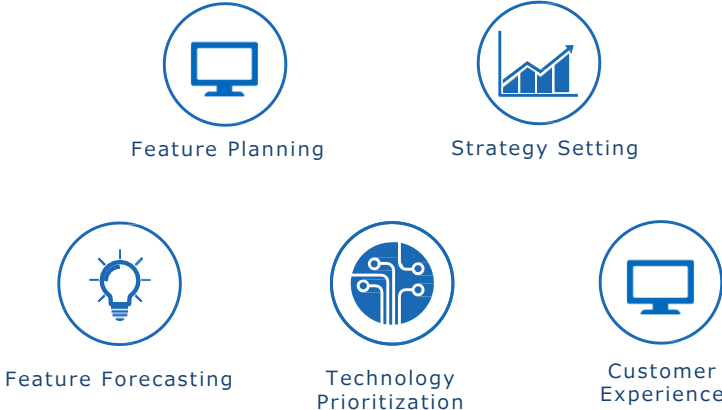 Feature Planning
Strategy Setting
Feature Forecasting
Technology
Prioritization
Customer
Experience